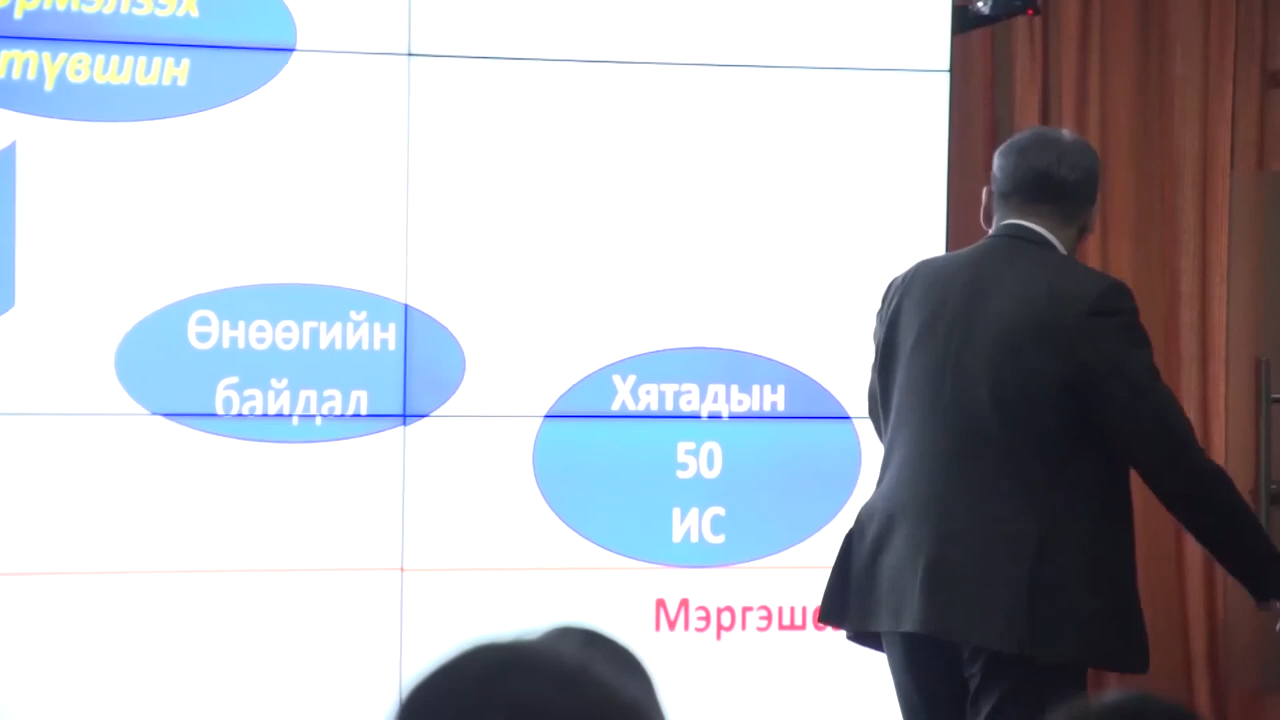 түвшин
Өнөөгийн
байдал
Хятадын
50
ИС